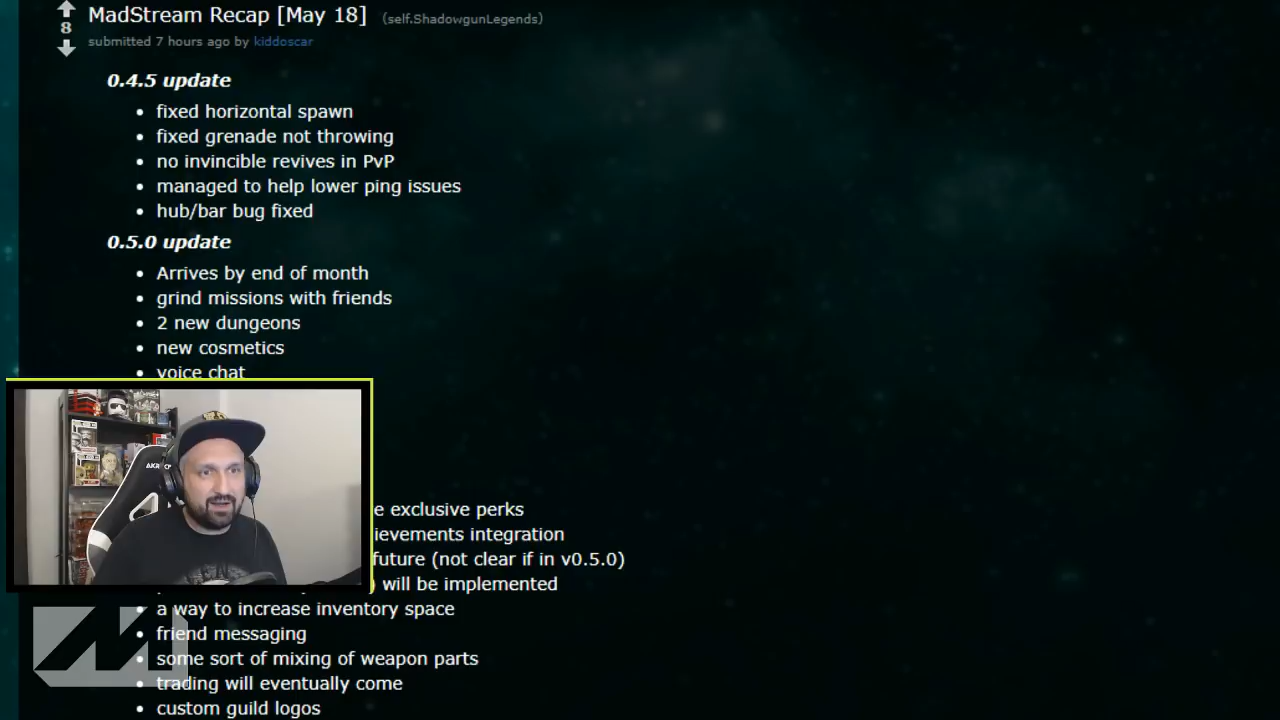 MadStream Recap [May 18] (self.ShadowgunLegends)
8
submitted 7 hours ago by kiddoscar
0.4.5 update
• fixed horizontal spawn
• fixed grenade not throwing
• no invincible revives in PvP
• managed to help lower ping issues
• hub/bar bug fixed
0.5.0 update
• Arrives by end of month
• grind missions with friends
• 2 new dungeons
• new cosmetics
• voice chat
e exclusive perks
ievements integration
future (not clear if in v0.5.0)
) will be implemented
• a way to increase inventory space
• friend messaging
• some sort of mixing of weapon parts
• trading will eventually come
• custom guild logos